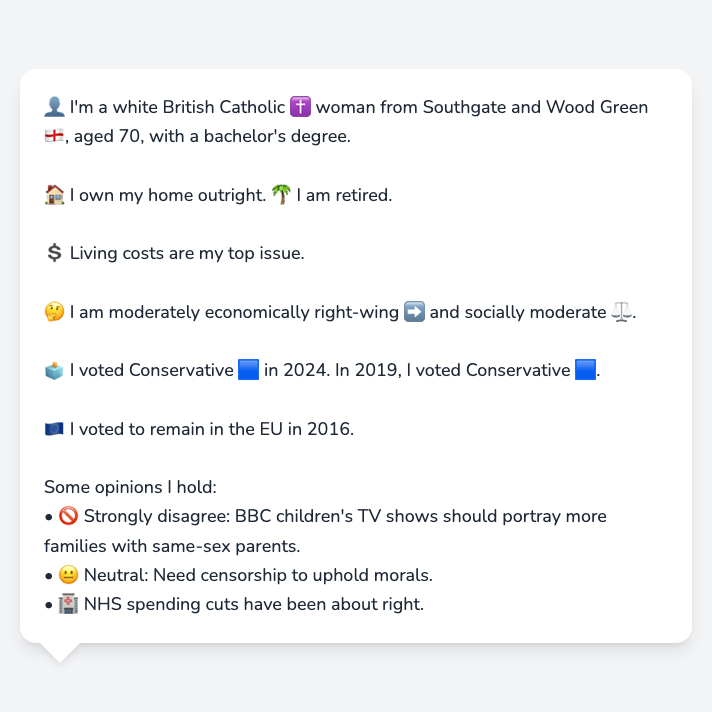 👤 I'm a white British Catholic ✝️ woman from Southgate and Wood Green
🏴󠁧󠁢󠁥󠁮󠁧󠁿, aged 70, with a bachelor's degree.
🏠 I own my home outright. 🌴 I am retired.
💲 Living costs are my top issue.
🤔 I am moderately economically right-wing ➡️ and socially moderate ⚖️.
🗳️ I voted Conservative 🟦 in 2024. In 2019, I voted Conservative 🟦.
🇪🇺 I voted to remain in the EU in 2016.
Some opinions I hold:
• 🚫 Strongly disagree: BBC children's TV shows should portray more
families with same-sex parents.
• 😐 Neutral: Need censorship to uphold morals.
• 🏥 NHS spending cuts have been about right.